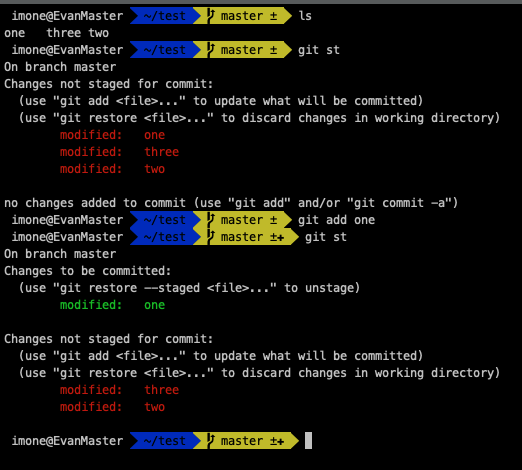 imone@EvanMaster ~/test master ± ls
one three two
imone@EvanMaster ~/test master ± git st
On branch master
Changes not staged for commit:
(use "git add <file>..." to update what will be committed)
(use "git restore <file>..." to discard changes in working directory)
modified: one
modified: three
modified: two
no changes added to commit (use "git add" and/or "git commit -a")
imone@EvanMaster ~/test master ± git add one
imone@EvanMaster ~/test master ±✚ git st
On branch master
Changes to be committed:
(use "git restore --staged <file>..." to unstage)
modified: one
Changes not staged for commit:
(use "git add <file>..." to update what will be committed)
(use "git restore <file>..." to discard changes in working directory)
modified: three
modified: two
imone@EvanMaster ~/test master ±✚